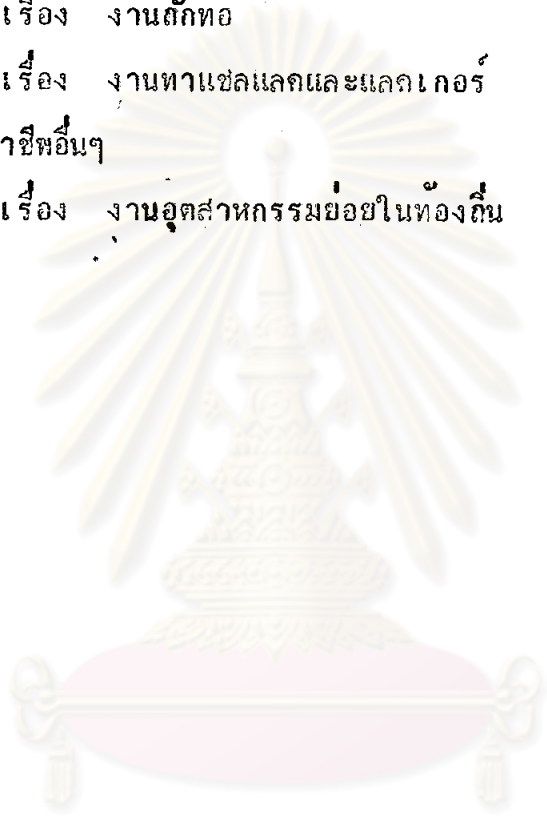 เรื่อง งานถักทอ
เรื่อง งานทาแชลแลคและแลคเกอร์
าชีพอื่นๆ
เรื่อง งานอุตสาหกรรมย่อยในท้องถิ่น